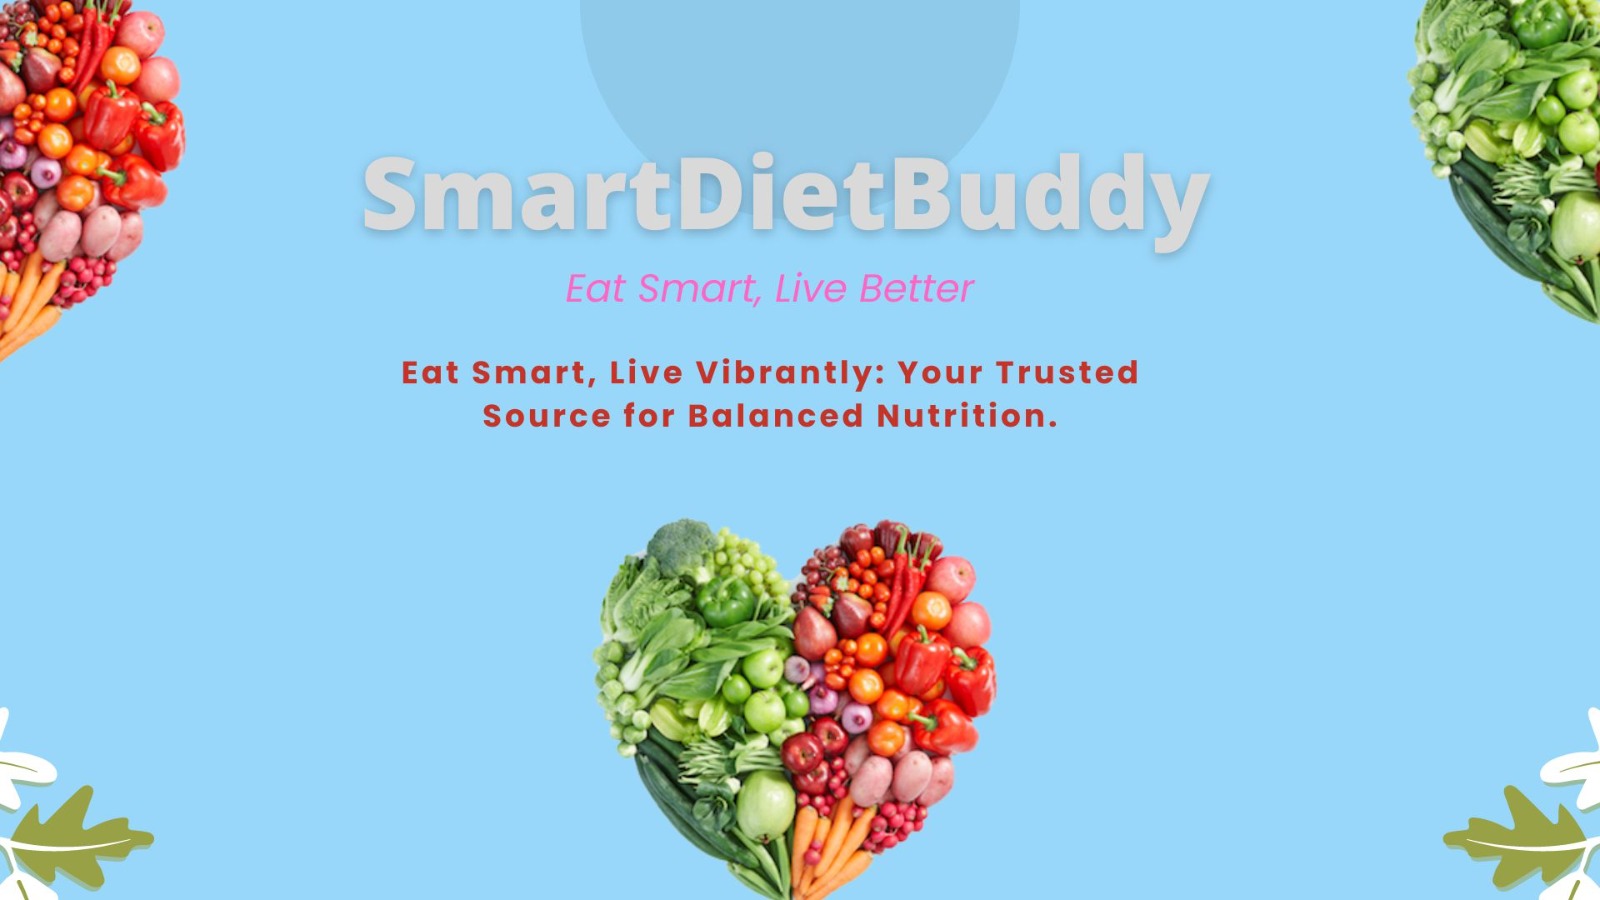 SmartDietBuddy
Eat Smart, Live Better
Eat Smart, Live Vibrantly: Your Trusted
Source for Balanced Nutrition.